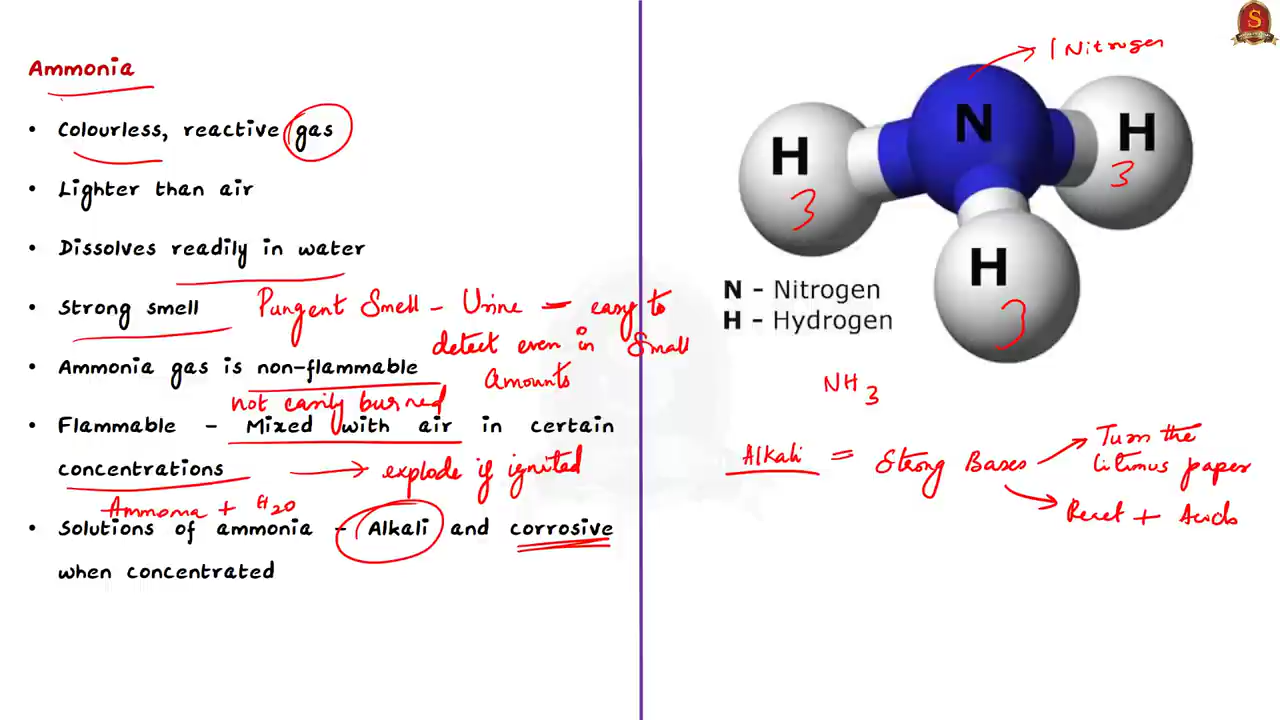 Ammonia
• Colourless, reactive gas
• Lighter than air
• Dissolves readily in water
• Strong smell Pungent Smell - Urine - easy to
detect even in Small
amounts
• Ammonia gas is non-flammable
not easily burned
• Flammable - Mixed with air in certain
concentrations → explode if ignited
Ammonia + H2O
• Solutions of ammonia - Alkali and corrosive
when concentrated
1 Nitrogen
N
H
3
H
3
H
3
N - Nitrogen
H - Hydrogen
NH3
Alkali = Strong Bases
Turn the
litmus paper
React + Acids
S